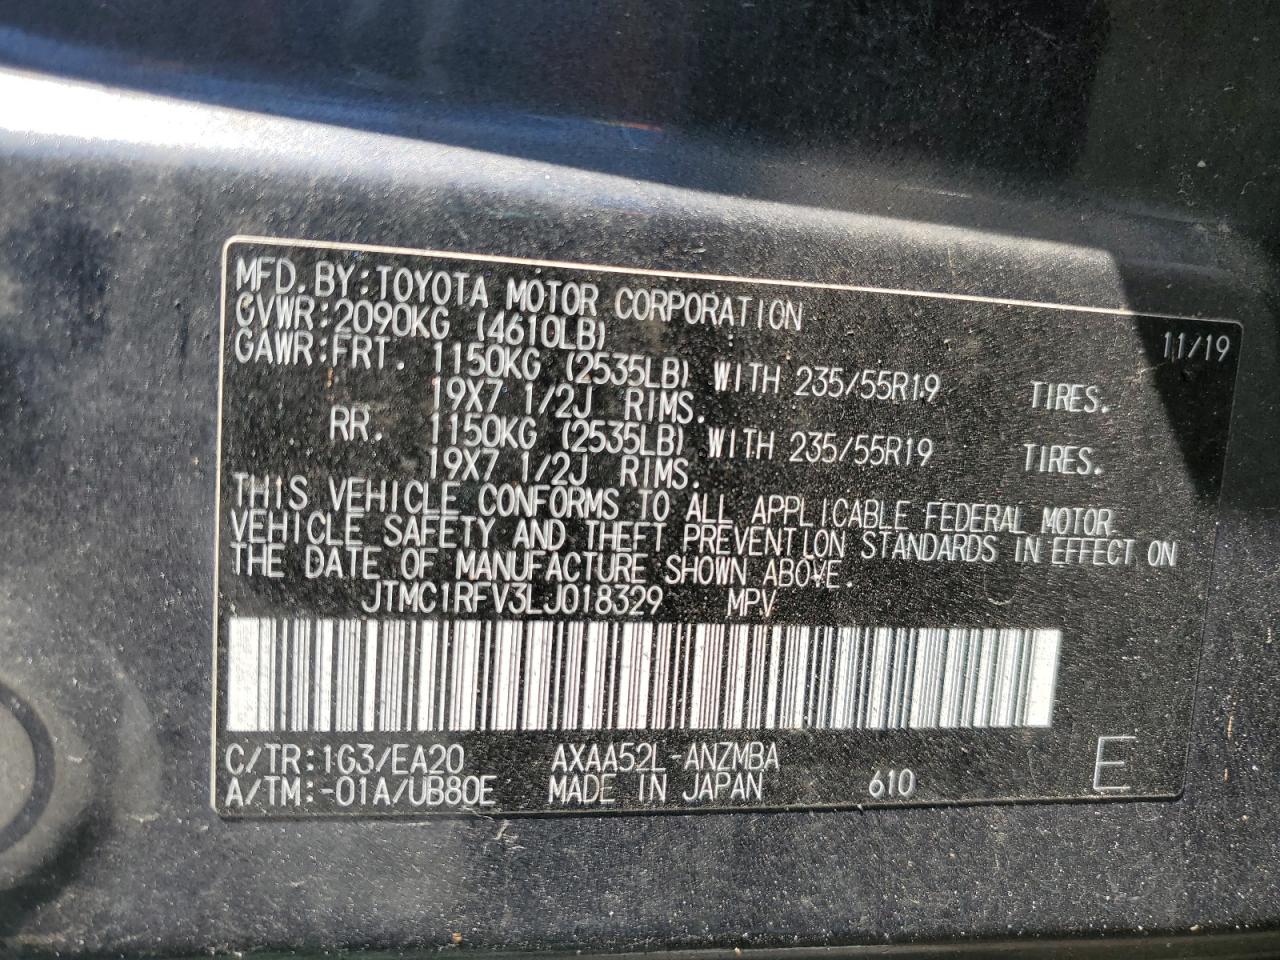 MFD. BY: TOYOTA MOTOR CORPORATION 11/19
GVWR: 2090KG (4610LB)
GAWR: FRT. 1150KG (2535LB) WITH 235/55R19 TIRES.
19X7 1/2J RIMS.
RR. 1150KG (2535LB) WITH 235/55R19 TIRES.
19X7 1/2J RIMS.
THIS VEHICLE CONFORMS TO ALL APPLICABLE FEDERAL MOTOR
VEHICLE SAFETY AND THEFT PREVENTION STANDARDS IN EFFECT ON
THE DATE OF MANUFACTURE SHOWN ABOVE.
JTMC1RFV3LJ018329 MPV
C/TR: 1G3/EA20 AXAA52L-ANZMBA
A/TM: -01A/UB80E MADE IN JAPAN 610 E